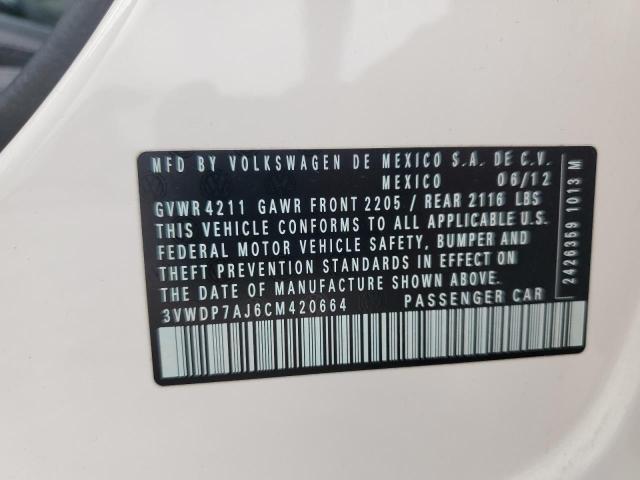 MFD BY VOLKSWAGEN DE MEXICO S.A. DE C.V.
MEXICO 06/12
GVWR 4211 GAWR FRONT 2205 / REAR 2116 LBS
THIS VEHICLE CONFORMS TO ALL APPLICABLE U.S.
FEDERAL MOTOR VEHICLE SAFETY, BUMPER AND
THEFT PREVENTION STANDARDS IN EFFECT ON
THE DATE OF MANUFACTURE SHOWN ABOVE.
3VWDP7AJ6CM420664 PASSENGER CAR
2426369 1013 M